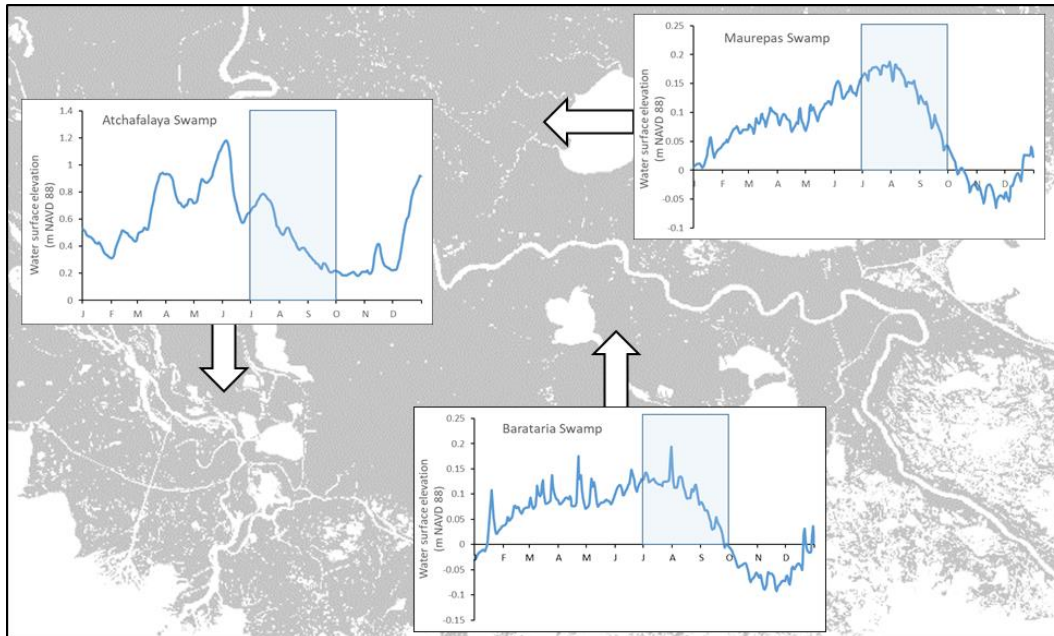 Atchafalaya Swamp
Water surface elevation
(m NAVD 88)
1.4
1.2
1
0.8
0.6
0.4
0.2
0
J F M A M J J A S O N D
Maurepas Swamp
Water surface elevation
(m NAVD 88)
0.25
0.2
0.15
0.1
0.05
0
-0.05
-0.1
J F M A M J J A S O N D
Barataria Swamp
Water surface elevation
(m NAVD 88)
0.25
0.2
0.15
0.1
0.05
0
-0.05
-0.1
-0.15
J F M A M J J A S O N D